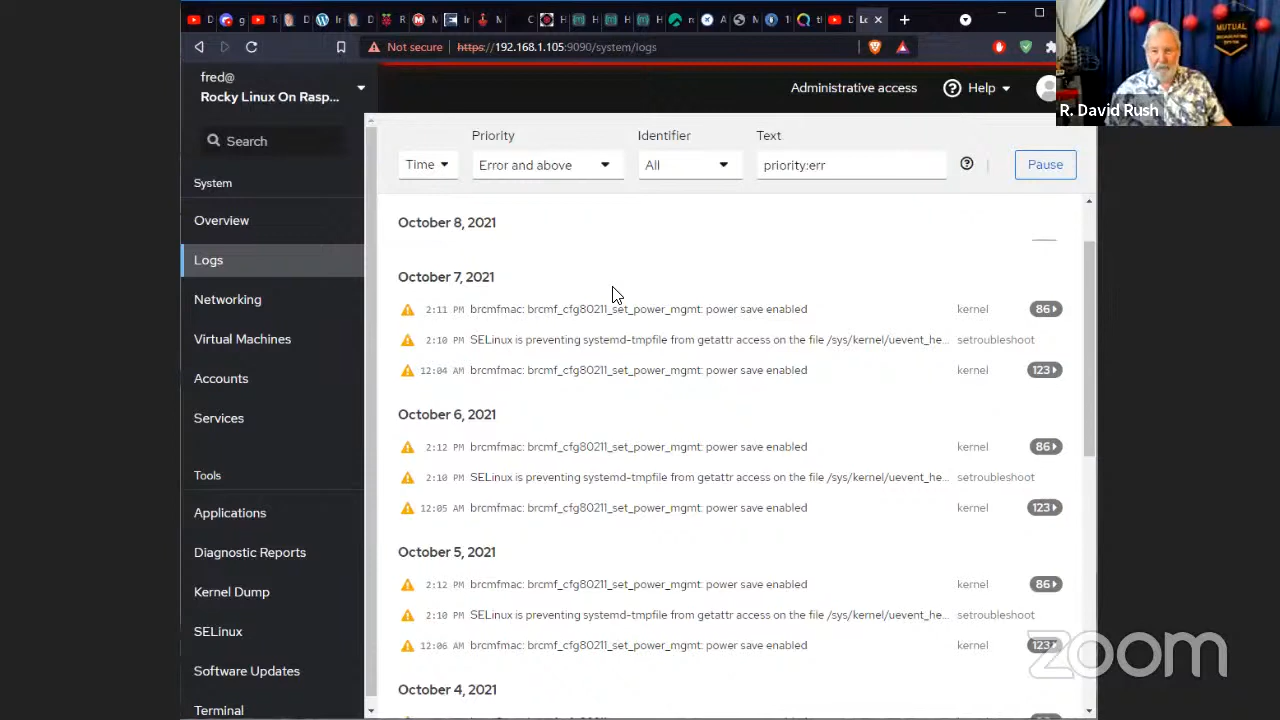 Not secure
https://192.168.1.105:9090/system/logs
fred@
Rocky Linux On Rasp...
Search
System
Overview
Logs
Networking
Virtual Machines
Accounts
Services
Tools
Applications
Diagnostic Reports
Kernel Dump
SELinux
Software Updates
Terminal
Administrative access
Help
Priority
Identifier
Text
Time
Error and above
All
priority:err
Pause
October 8, 2021
October 7, 2021
2:11 PM brcmfmac: brcmf_cfg80211_set_power_mgmt: power save enabled kernel 86
2:10 PM SELinux is preventing systemd-tmpfile from getattr access on the file /sys/kernel/uevent_he... setroubleshoot
12:04 AM brcmfmac: brcmf_cfg80211_set_power_mgmt: power save enabled kernel 123
October 6, 2021
2:12 PM brcmfmac: brcmf_cfg80211_set_power_mgmt: power save enabled kernel 86
2:10 PM SELinux is preventing systemd-tmpfile from getattr access on the file /sys/kernel/uevent_he... setroubleshoot
12:05 AM brcmfmac: brcmf_cfg80211_set_power_mgmt: power save enabled kernel 123
October 5, 2021
2:12 PM brcmfmac: brcmf_cfg80211_set_power_mgmt: power save enabled kernel 86
2:10 PM SELinux is preventing systemd-tmpfile from getattr access on the file /sys/kernel/uevent_he... setroubleshoot
12:06 AM brcmfmac: brcmf_cfg80211_set_power_mgmt: power save enabled kernel 123
October 4, 2021
MUTUAL
BROADCASTING
SYSTEM
R. David Rush
zoom